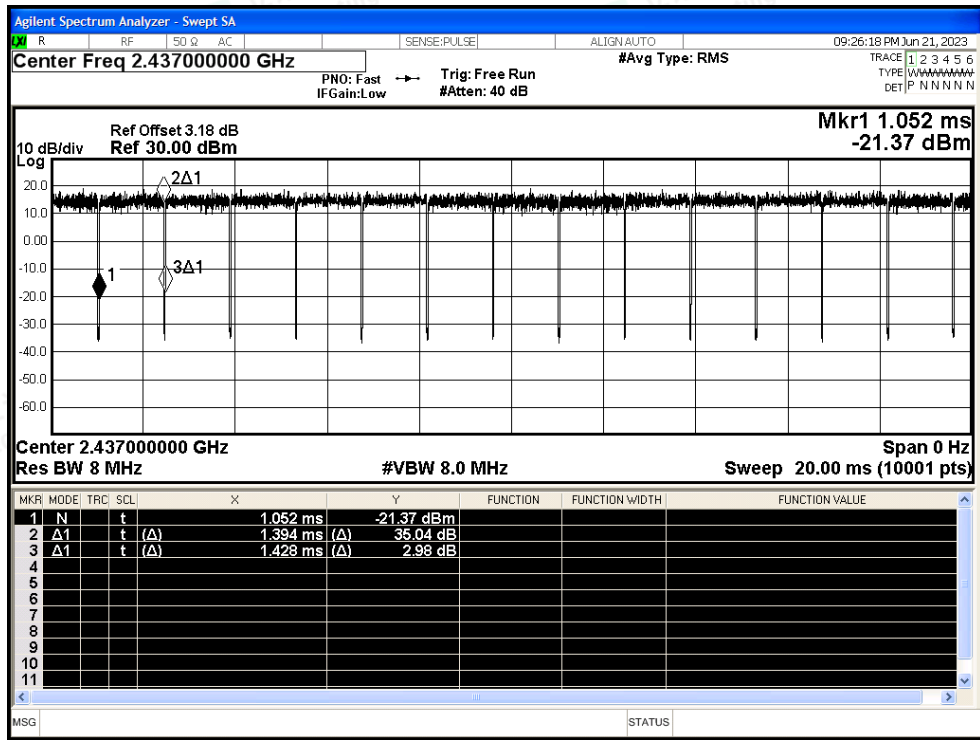 Agilent Spectrum Analyzer - Swept SA
LXI R RF 50 Ω AC SENSE:PULSE ALIGN AUTO 09:26:18 PM Jun 21, 2023
Center Freq 2.437000000 GHz #Avg Type: RMS TRACE 1 2 3 4 5 6
PNO: Fast Trig: Free Run TYPE WWWWWW
IFGain:Low #Atten: 40 dB DET P N N N N N
Mkr1 1.052 ms
Ref Offset 3.18 dB
10 dB/div Ref 30.00 dBm -21.37 dBm
Log
20.0
2Δ1
10.0
0.00
-10.0
1
3Δ1
-20.0
-30.0
-40.0
-50.0
-60.0
Center 2.437000000 GHz Span 0 Hz
Res BW 8 MHz #VBW 8.0 MHz Sweep 20.00 ms (10001 pts)
MKR MODE TRC SCL X Y FUNCTION FUNCTION WIDTH FUNCTION VALUE
1 N t 1.052 ms -21.37 dBm
2 Δ1 t (Δ) 1.394 ms (Δ) 35.04 dB
3 Δ1 t (Δ) 1.428 ms (Δ) 2.98 dB
4
5
6
7
8
9
10
11
MSG STATUS